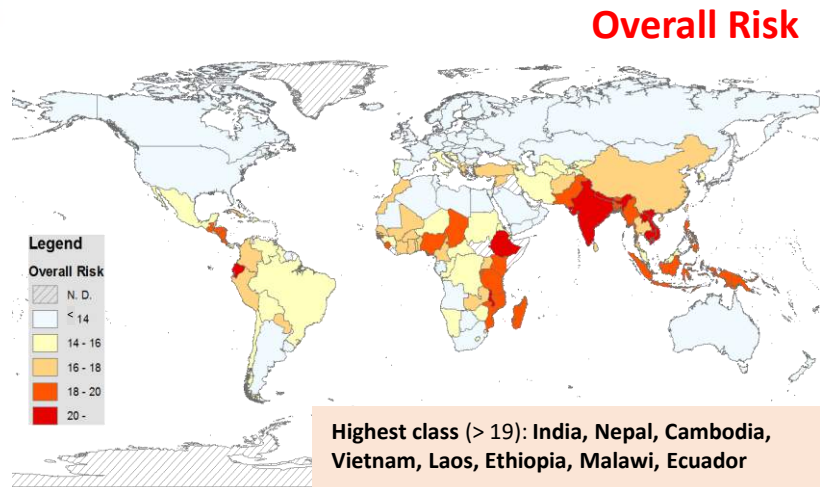 Overall Risk
Legend
Overall Risk
N. D.
< 14
14 - 16
16 - 18
18 - 20
20 -
Highest class (> 19): India, Nepal, Cambodia,
Vietnam, Laos, Ethiopia, Malawi, Ecuador